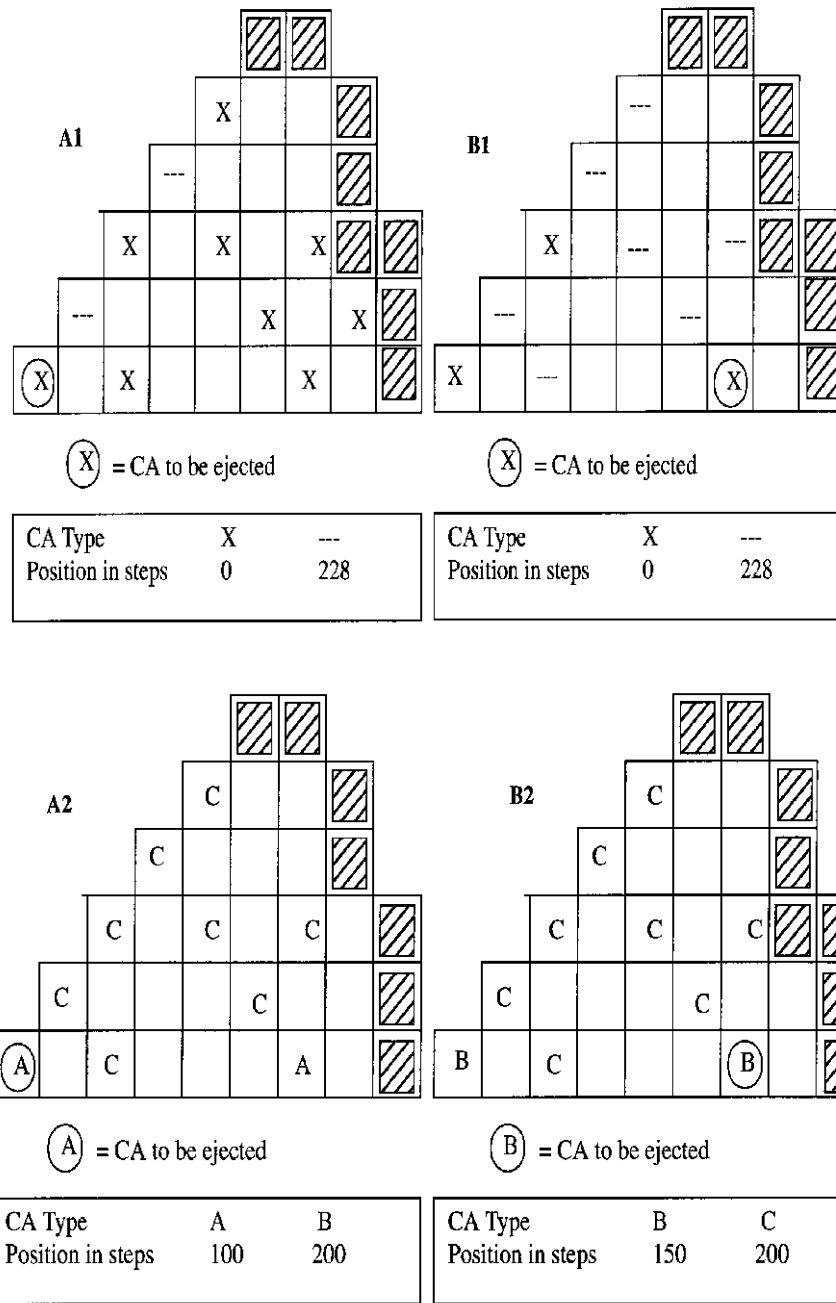 A1
X
---
X X X
--- X X
X X X
X = CA to be ejected
CA Type X ---
Position in steps 0 228
B1
---
---
X --- ---
--- ---
X --- X
X = CA to be ejected
CA Type X ---
Position in steps 0 228
A2
C
C
C C C
C C
A C A
A = CA to be ejected
CA Type A B
Position in steps 100 200
B2
C
C
C C C
C C
B C B
B = CA to be ejected
CA Type B C
Position in steps 150 200